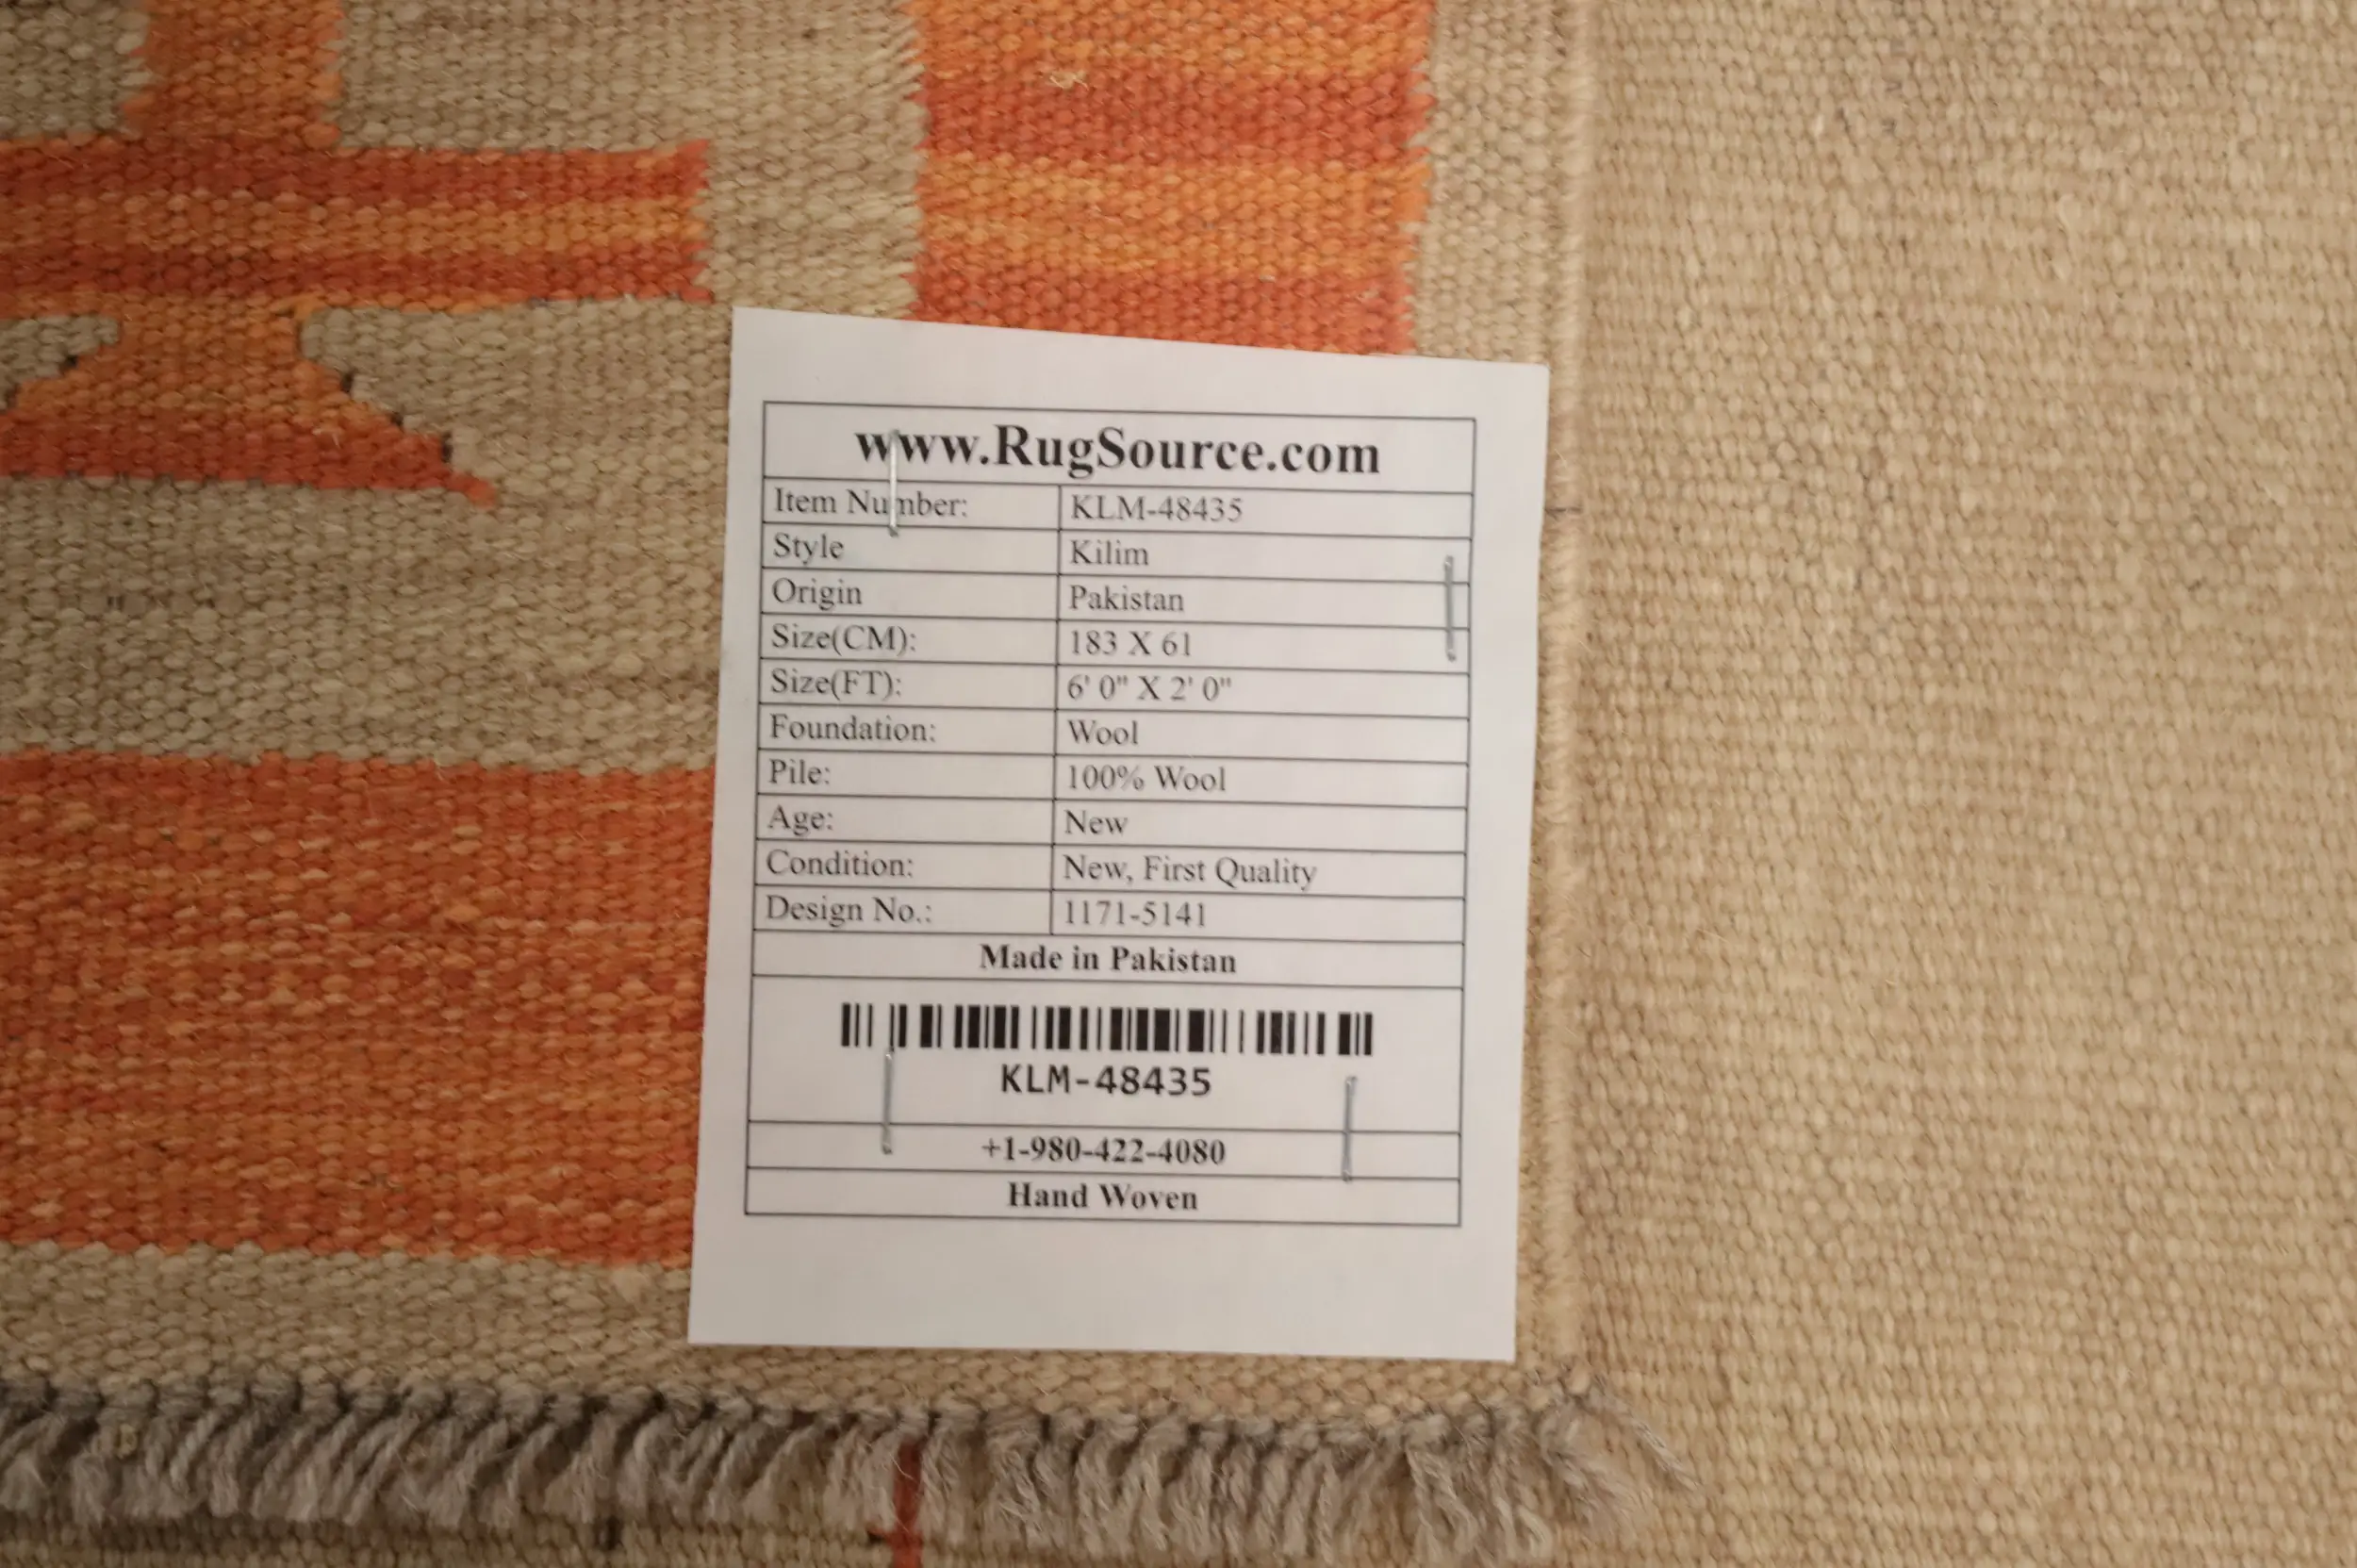 www.RugSource.com
Item Number: KLM-48435
Style Kilim
Origin Pakistan
Size(CM): 183 X 61
Size(FT): 6' 0" X 2' 0"
Foundation: Wool
Pile: 100% Wool
Age: New
Condition: New, First Quality
Design No.: 1171-5141
Made in Pakistan
KLM-48435
+1-980-422-4080
Hand Woven